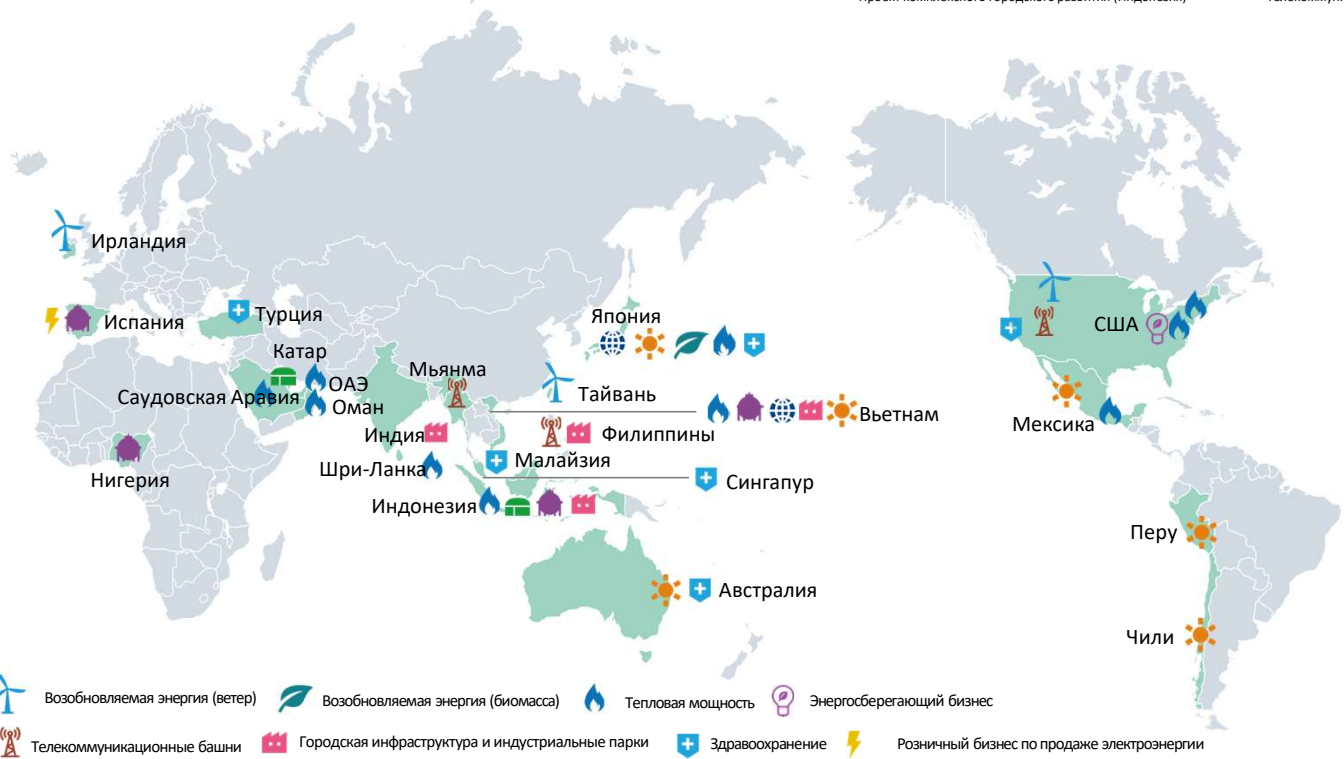 Ирландия
Испания
Турция
Катар
ОАЭ
Саудовская Аравия
Оман
Нигерия
Мьянма
Индия
Шри-Ланка
Индонезия
Япония
Тайвань
Вьетнам
Филиппины
Малайзия
Сингапур
Австралия
США
Мексика
Перу
Чили
Возобновляемая энергия (ветер)
Возобновляемая энергия (биомасса)
Тепловая мощность
Энергосберегающий бизнес
Телекоммуникационные башни
Городская инфраструктура и индустриальные парки
Здравоохранение
Розничный бизнес по продаже электроэнергии